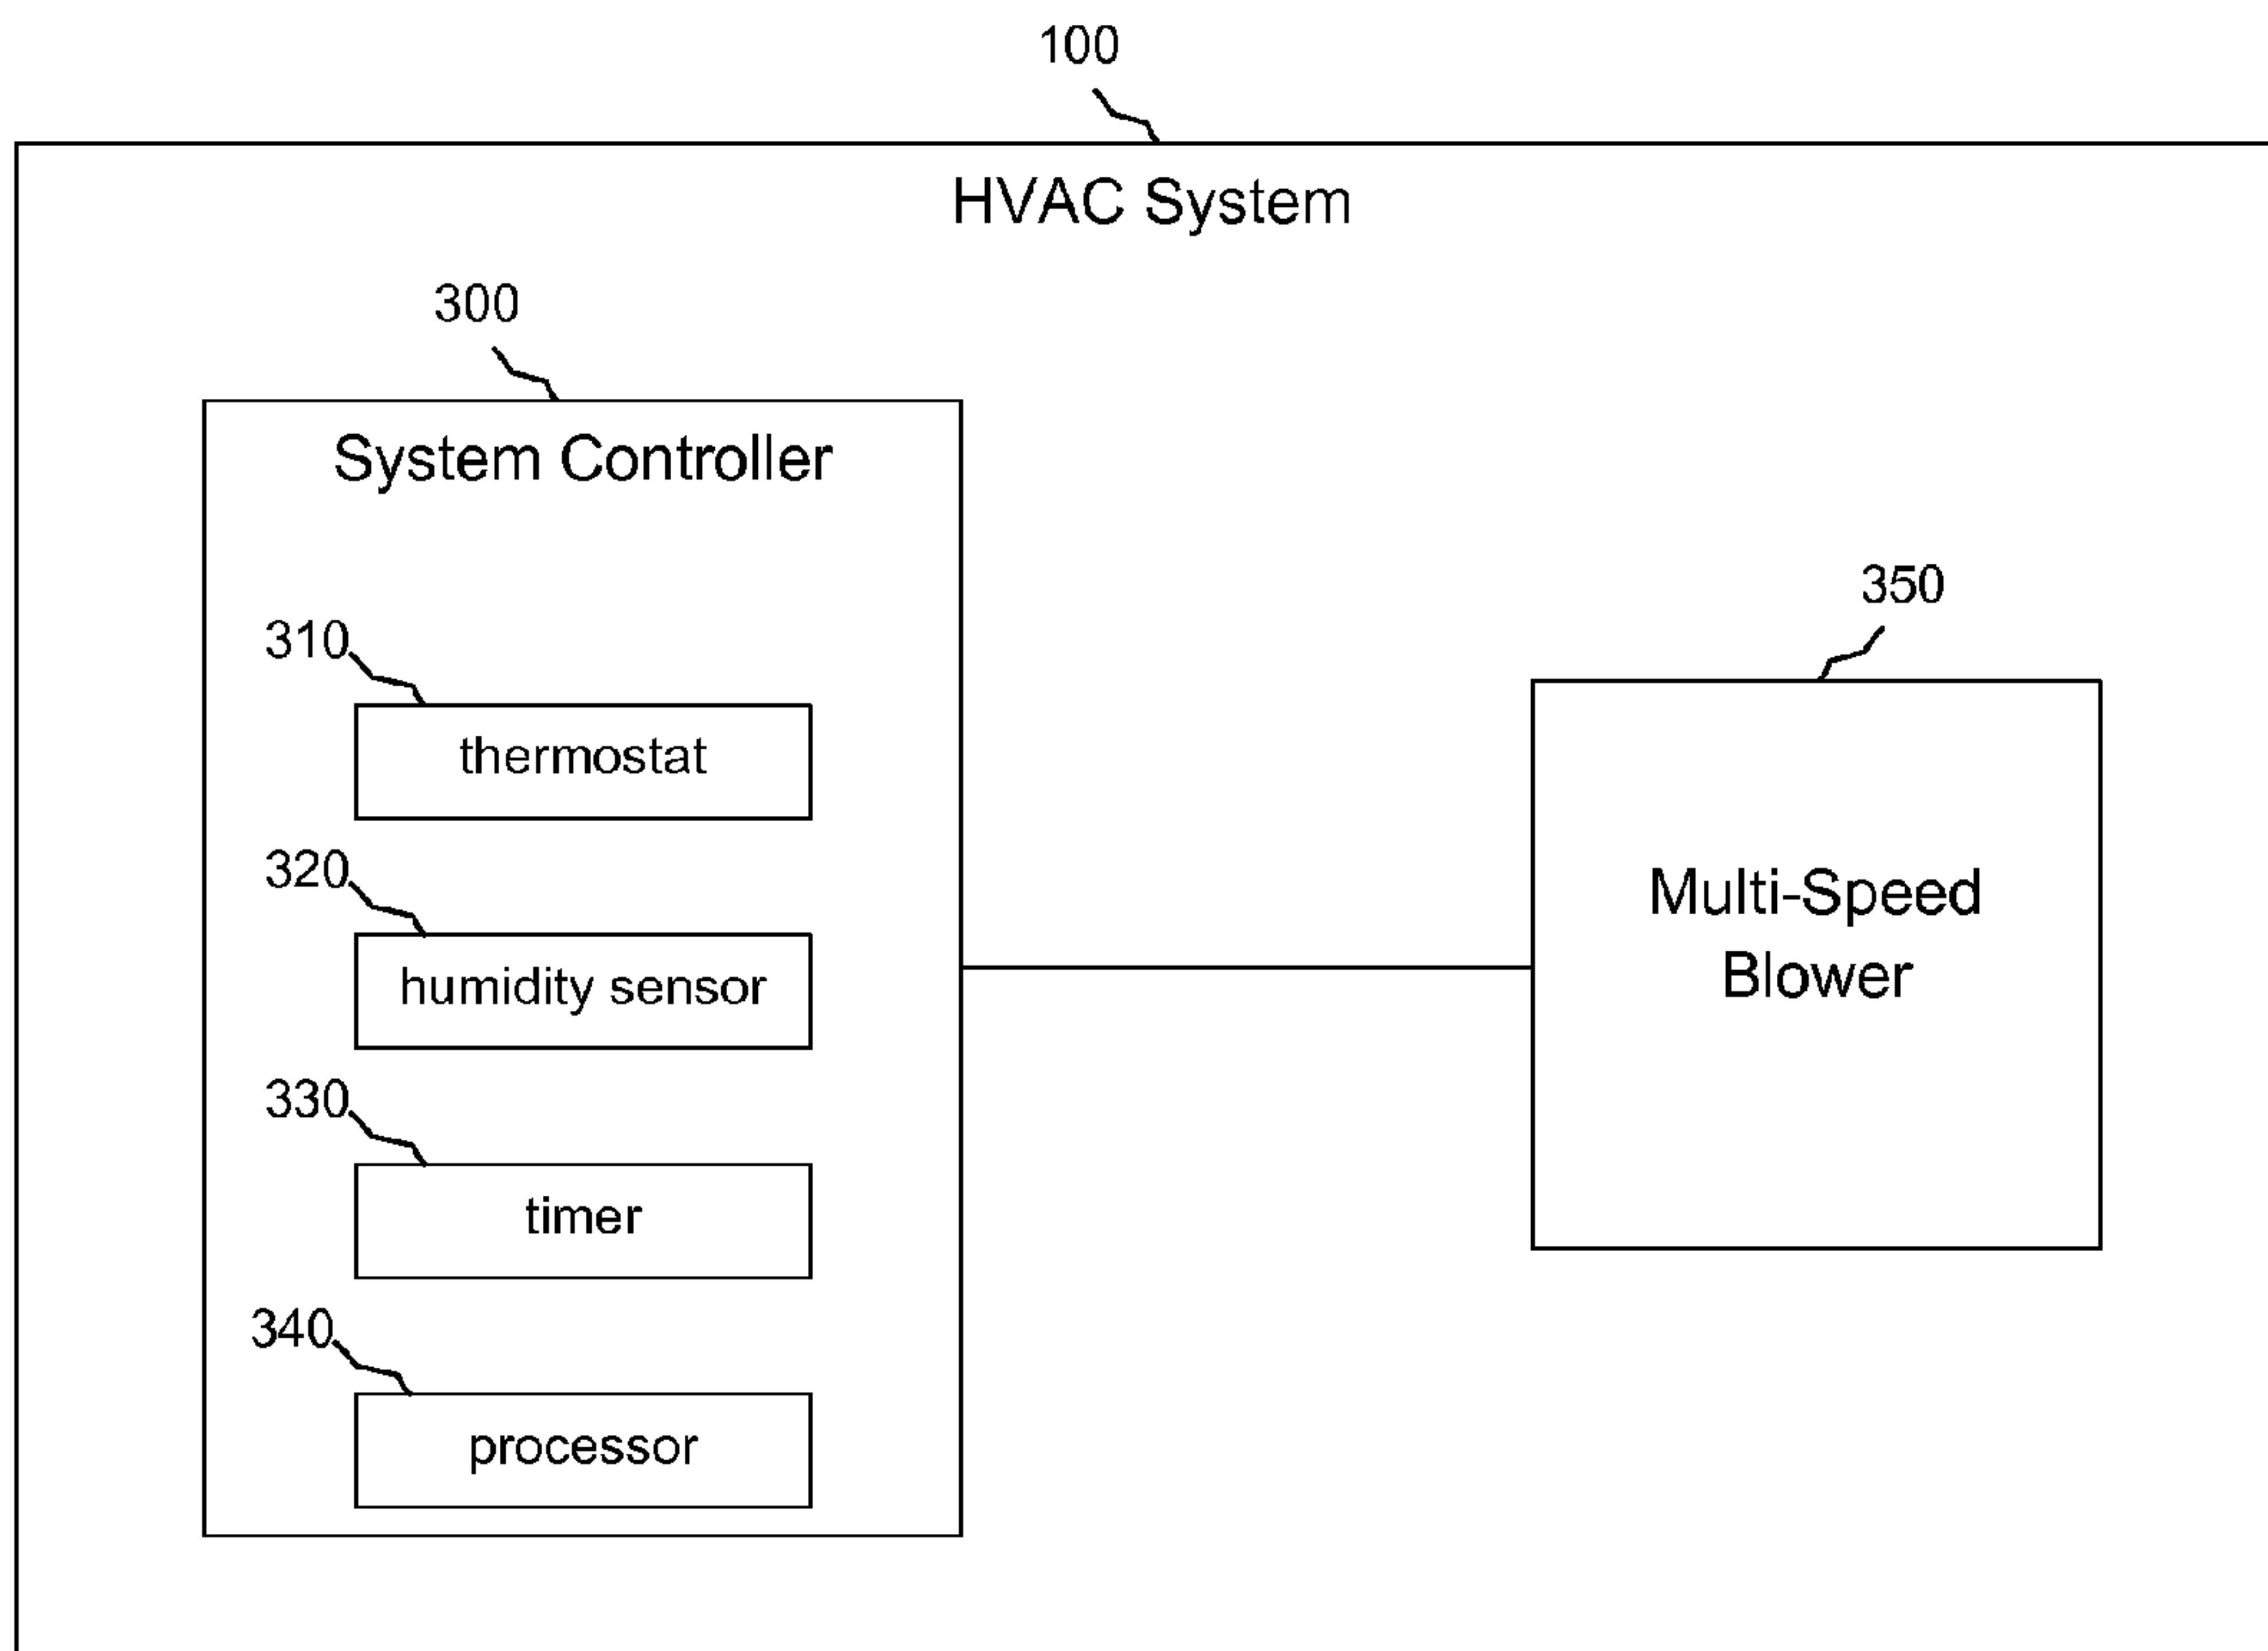 100
HVAC System
300
System Controller
310
thermostat
320
humidity sensor
330
timer
340
processor
350
Multi-Speed
Blower